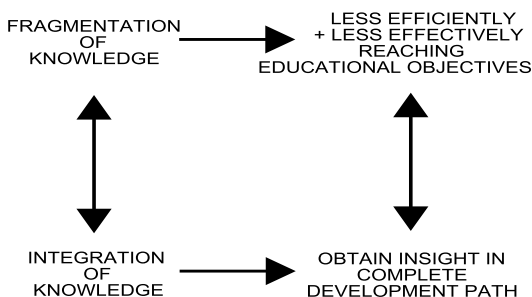 FRAGMENTATION
OF
KNOWLEDGE
LESS EFFICIENTLY
+ LESS EFFECTIVELY
REACHING
EDUCATIONAL OBJECTIVES
INTEGRATION
OF
KNOWLEDGE
OBTAIN INSIGHT IN
COMPLETE
DEVELOPMENT PATH